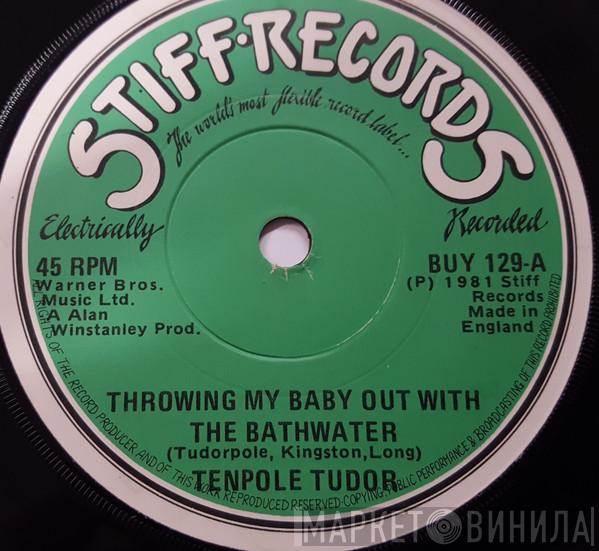 STIFF·RECORDS
The world's most flexible record label...
Electrically
Recorded
45 RPM
Warner Bros.
Music Ltd.
A Alan
Winstanley Prod.
BUY 129-A
(P) 1981 Stiff
Records
Made in
England
THROWING MY BABY OUT WITH
THE BATHWATER
(Tudorpole, Kingston,Long)
TENPOLE TUDOR
ALL RIGHTS OF THE RECORD PRODUCER AND OF THIS WORK REPRODUCED RESERVED·COPYING, PUBLIC PERFORMANCE & BROADCASTING OF THIS RECORD PROHIBITED
МАРКЕТ ВИНИЛА